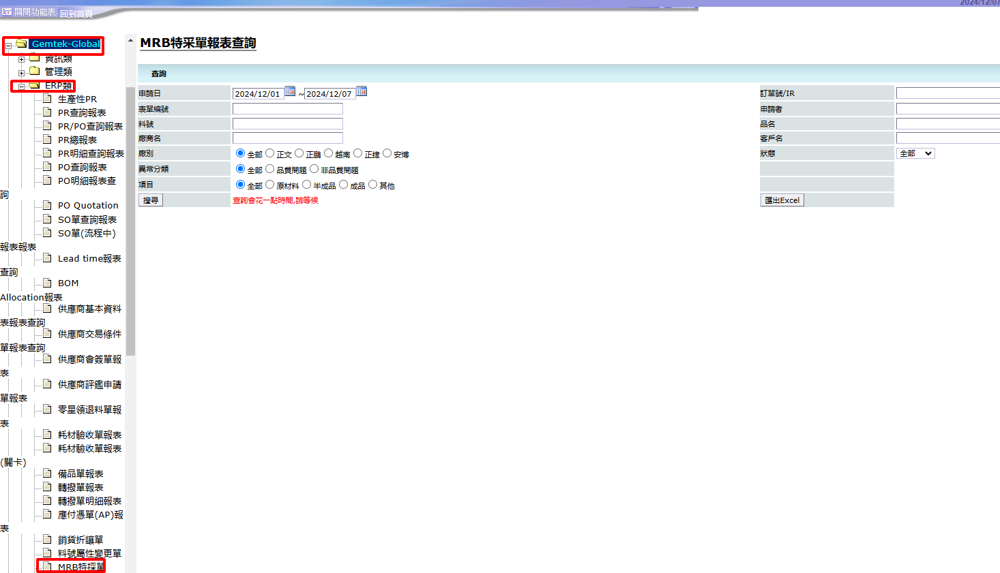 2024/12/07
關閉功能表 回到首頁
Gemtek-Global
資訊類
管理類
ERP類
生產性PR
PR查詢報表
PR/PO查詢報表
PR總報表
PR明細查詢報表
PO查詢報表
PO明細報表查
詢
PO Quotation
SO單查詢報表
SO單(流程中)
報表報表
Lead time報表
查詢
BOM
Allocation報表
供應商基本資料
表報表查詢
供應商交易條件
單報表查詢
供應商會簽單報
表
供應商評鑑申請
單報表
零星領退料單報
表
耗材驗收單報表
耗材驗收單報表
(關卡)
備品單報表
轉撥單報表
轉撥單明細報表
應付憑單(AP)報
表
銷貨折讓單
料號屬性變更單
MRB特採單
MRB特采單報表查詢
查詢
申請日 2024/12/01 ~ 2024/12/07 訂單號/IR
表單編號 申請者
料號 品名
廠商名 客戶名
廠別 全部 正文 正鵬 越南 正捷 安博 狀態 全部
異常分類 全部 品質問題 非品質問題
項目 全部 原材料 半成品 成品 其他
搜尋 查詢會花一點時間,請等候 匯出Excel